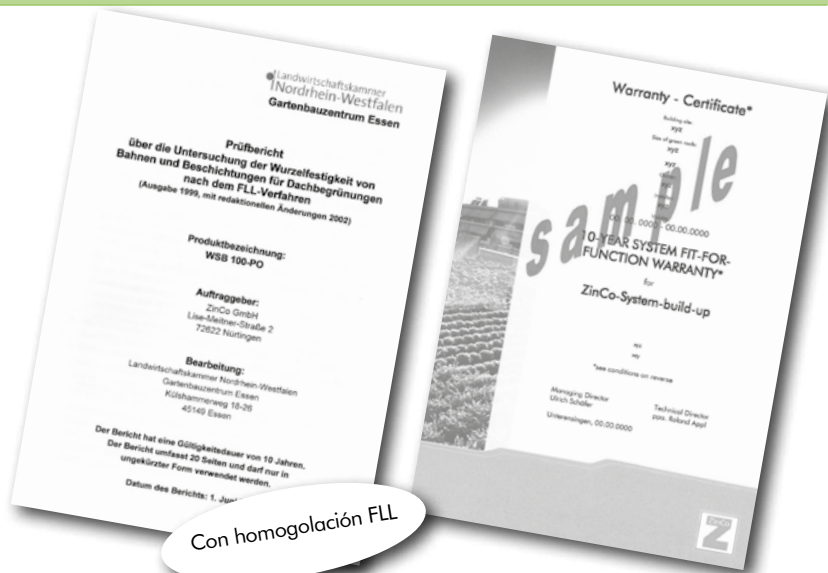 Landwirtschaftskammer
Nordrhein-Westfalen
Gartenbauzentrum Essen
Prüfbericht
über die Untersuchung der Wurzelfestigkeit von
Bahnen und Beschichtungen für Dachbegrünungen
nach dem FLL-Verfahren
(Ausgabe 1999, mit redaktionellen Änderungen 2002)
Produktbezeichnung:
WSB 100-PO
Auftraggeber:
ZinCo GmbH
Lise-Meitner-Straße 2
72622 Nürtingen
Bearbeitung:
Landwirtschaftskammer Nordrhein-Westfalen
Gartenbauzentrum Essen
Külshammerweg 18-26
45149 Essen
Der Bericht hat eine Gültigkeitsdauer von 10 Jahren.
Der Bericht umfasst 20 Seiten und darf nur in
ungekürzter Form verwendet werden.
Datum des Berichts: 1.
Con homogolación FLL
Warranty - Certificate*
Building site:
xyz
Size of green roofs:
xyz
xyz
xyz
sample
00.00.0000
10-YEAR SYSTEM FIT-FOR-
FUNCTION WARRANTY*
for
ZinCo-System-build-up
xyz
xyz
*see conditions on reverse
Managing Director
Ulrich Schäfer
Technical Director
ppa. Roland Appl
Unterensingen, 00.00.0000
ZINCO